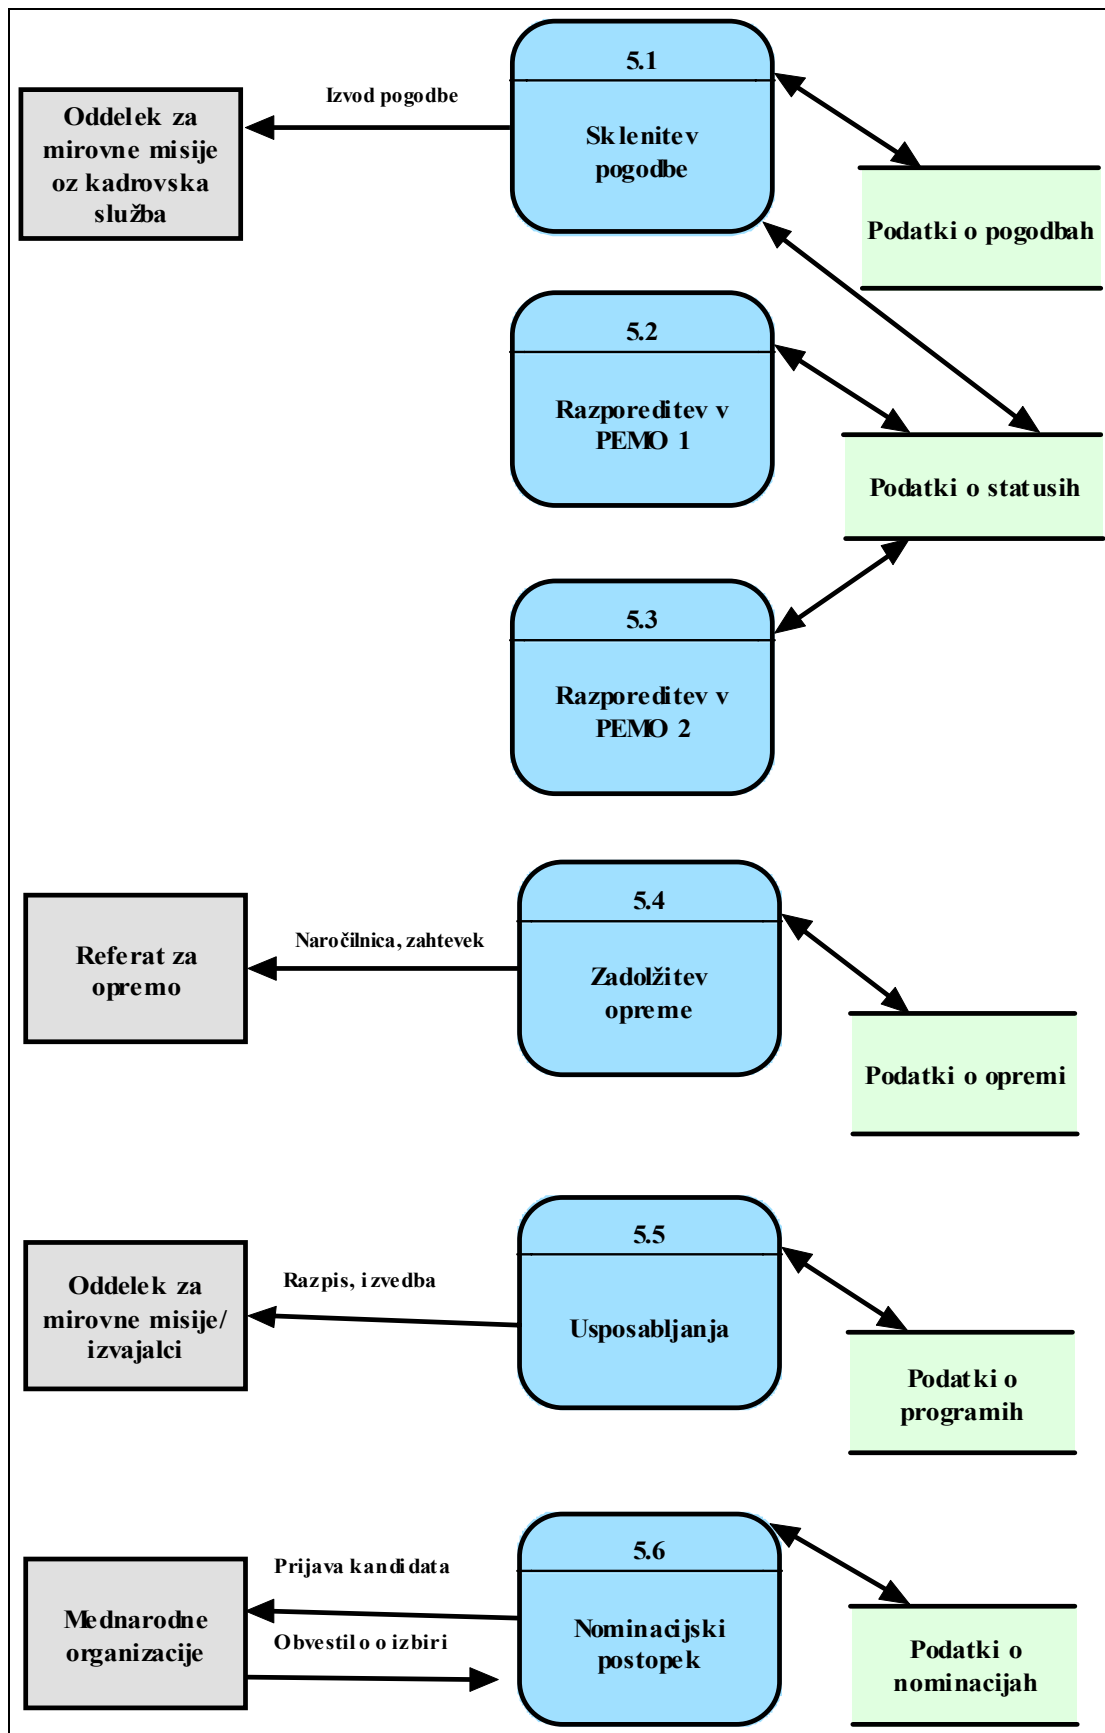 5.1
Izvod pogodbe
Oddelek za
mirovne misije
oz kadrovska
služba
Sklenitev
pogodbe
Podatki o pogodbah
5.2
Razporeditev v
PEMO 1
Podatki o statusih
5.3
Razporeditev v
PEMO 2
5.4
Naročilnica, zahtevek
Referat za
opremo
Zadolžitev
opreme
Podatki o opremi
5.5
Razpis, izvedba
Oddelek za
mirovne misije/
izvajalci
Usposabljanja
Podatki o
programih
5.6
Prijava kandidata
Mednarodne
organizacije
Obvestilo o izbiri
Nominacijski
postopek
Podatki o
nominacijah